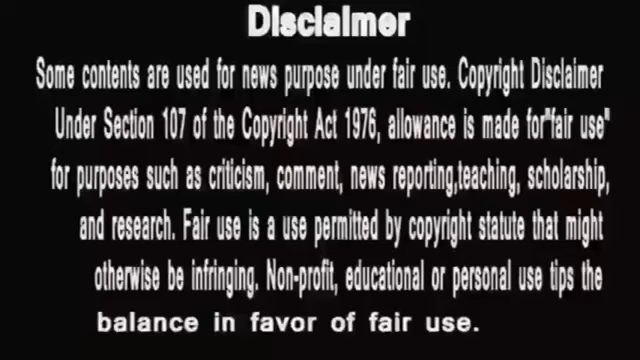 Disclaimer
Some contents are used for news purpose under fair use. Copyright Disclaimer
Under Section 107 of the Copyright Act 1976, allowance is made for"fair use"
for purposes such as criticism, comment, news reporting,teaching, scholarship,
and research. Fair use is a use permitted by copyright statute that might
otherwise be infringing. Non-profit, educational or personal use tips the
balance in favor of fair use.